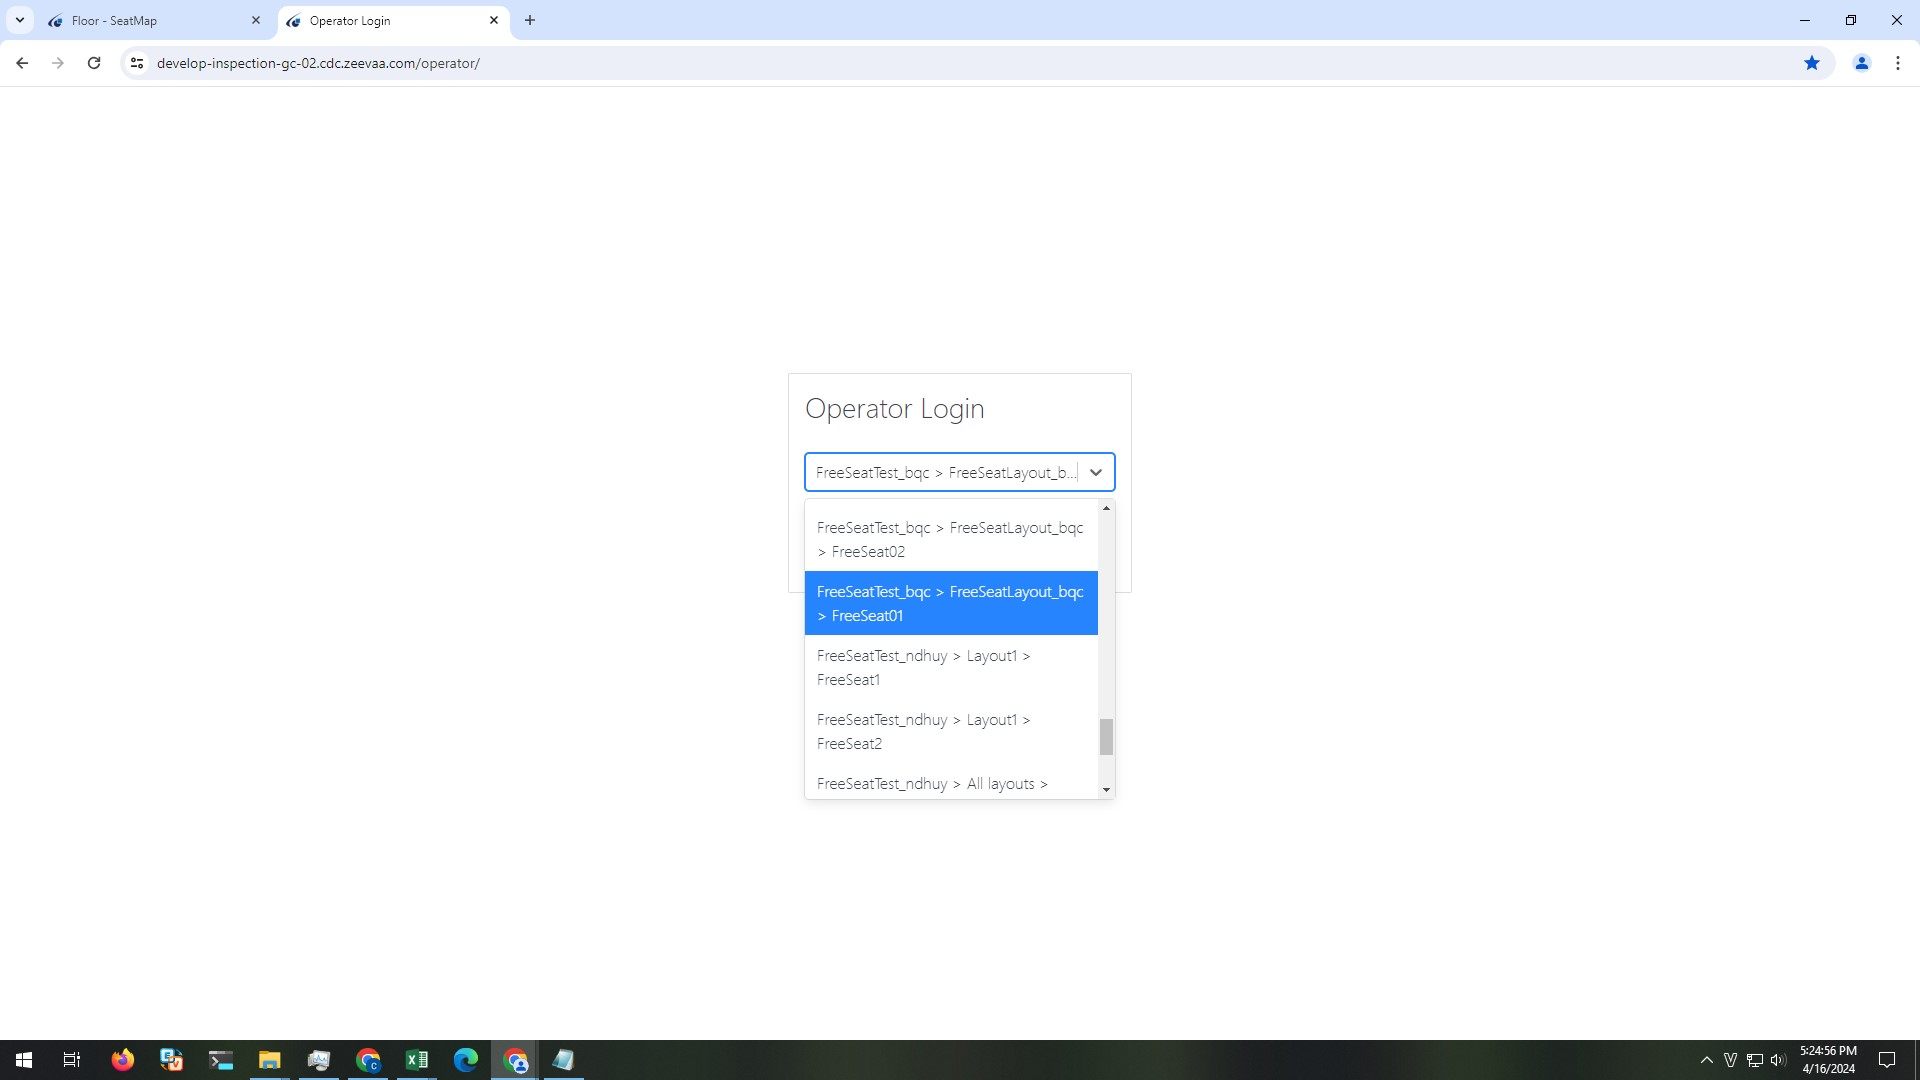 Floor - SeatMap
Operator Login
develop-inspection-gc-02.cdc.zeevaa.com/operator/
Operator Login
FreeSeatTest_bqc > FreeSeatLayout_b...
FreeSeatTest_bqc > FreeSeatLayout_bqc
> FreeSeat02
FreeSeatTest_bqc > FreeSeatLayout_bqc
> FreeSeat01
FreeSeatTest_ndhuy > Layout1 >
FreeSeat1
FreeSeatTest_ndhuy > Layout1 >
FreeSeat2
FreeSeatTest_ndhuy > All layouts >
5:24:56 PM
4/16/2024